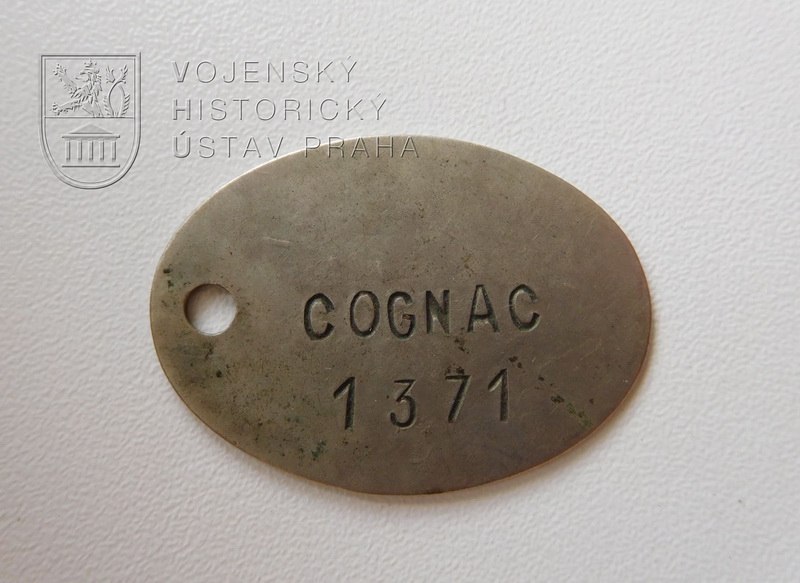 VOJENSKÝ
HISTORICKÝ
ÚSTAV PRAHA
COGNAC
1371